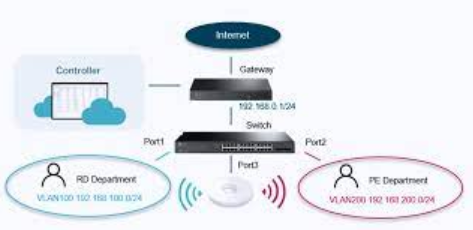 Internet
Controller
Gateway
192 168 0 1/24
Switch
Port1
Port2
Port3
RD Department
VLAN100 192 168 100 0/24
PE Department
VLAN200 192 168 200 0/24